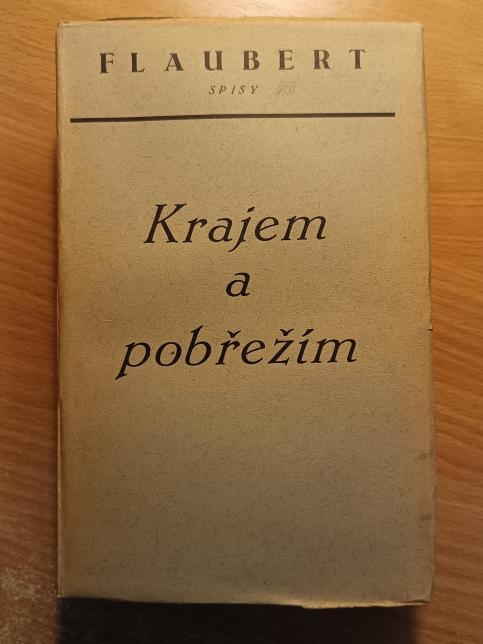 FLAUBERT
SPISY
Krajem
a
pobřežím